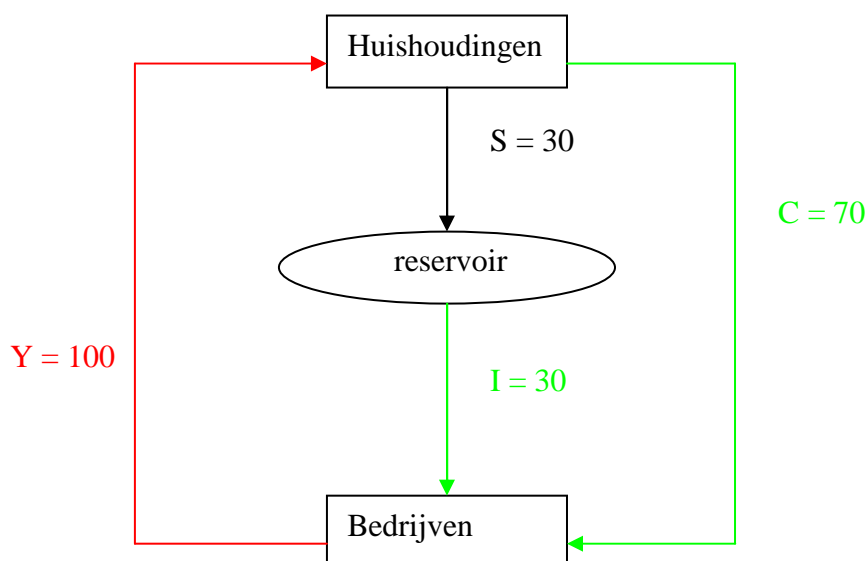 Huishoudingen
S = 30
C = 70
reservoir
Y = 100
I = 30
Bedrijven